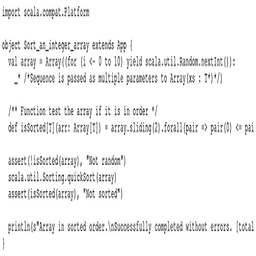 import scala.compat.Platform
object Sort_an_integer_array extends App {
val array = Array((for (i <- 0 to 10) yield scala.util.Random.nextInt()):
_* /*Sequence is passed as multiple parameters to Array(xs : T*)*/)
/** Function test the array if it is in order */
def isSorted[T](arr: Array[T]) = array.sliding(2).forall(pair => pair(0) <= pai
assert(!isSorted(array), "Not random")
scala.util.Sorting.quickSort(array)
assert(isSorted(array), "Not sorted")
println(s"Array in sorted order.\nSuccessfully completed without errors. [total
}